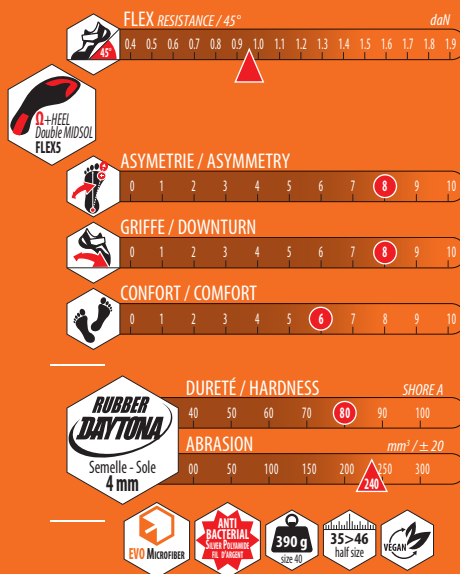 FLEX RESISTANCE / 45° daN
45°
0.4 0.5 0.6 0.7 0.8 0.9 1.0 1.1 1.2 1.3 1.4 1.5 1.6 1.7 1.8 1.9
Ω+HEEL
Double MIDSOL
FLEX5
ASYMETRIE / ASYMMETRY
0 1 2 3 4 5 6 7 8 9 10
GRIFFE / DOWNTURN
0 1 2 3 4 5 6 7 8 9 10
CONFORT / COMFORT
0 1 2 3 4 5 6 7 8 9 10
DURETÉ / HARDNESS SHORE A
40 50 60 70 80 90 100
RUBBER
DAYTONA
Semelle - Sole
4 mm
ABRASION mm³ / ± 20
00 50 100 150 200 250 300
240
EVO MICROFIBER
ANTI
BACTERIAL
SILVER POLYAMIDE
FIL D'ARGENT
390 g
size 40
35>46
half size
VEGAN